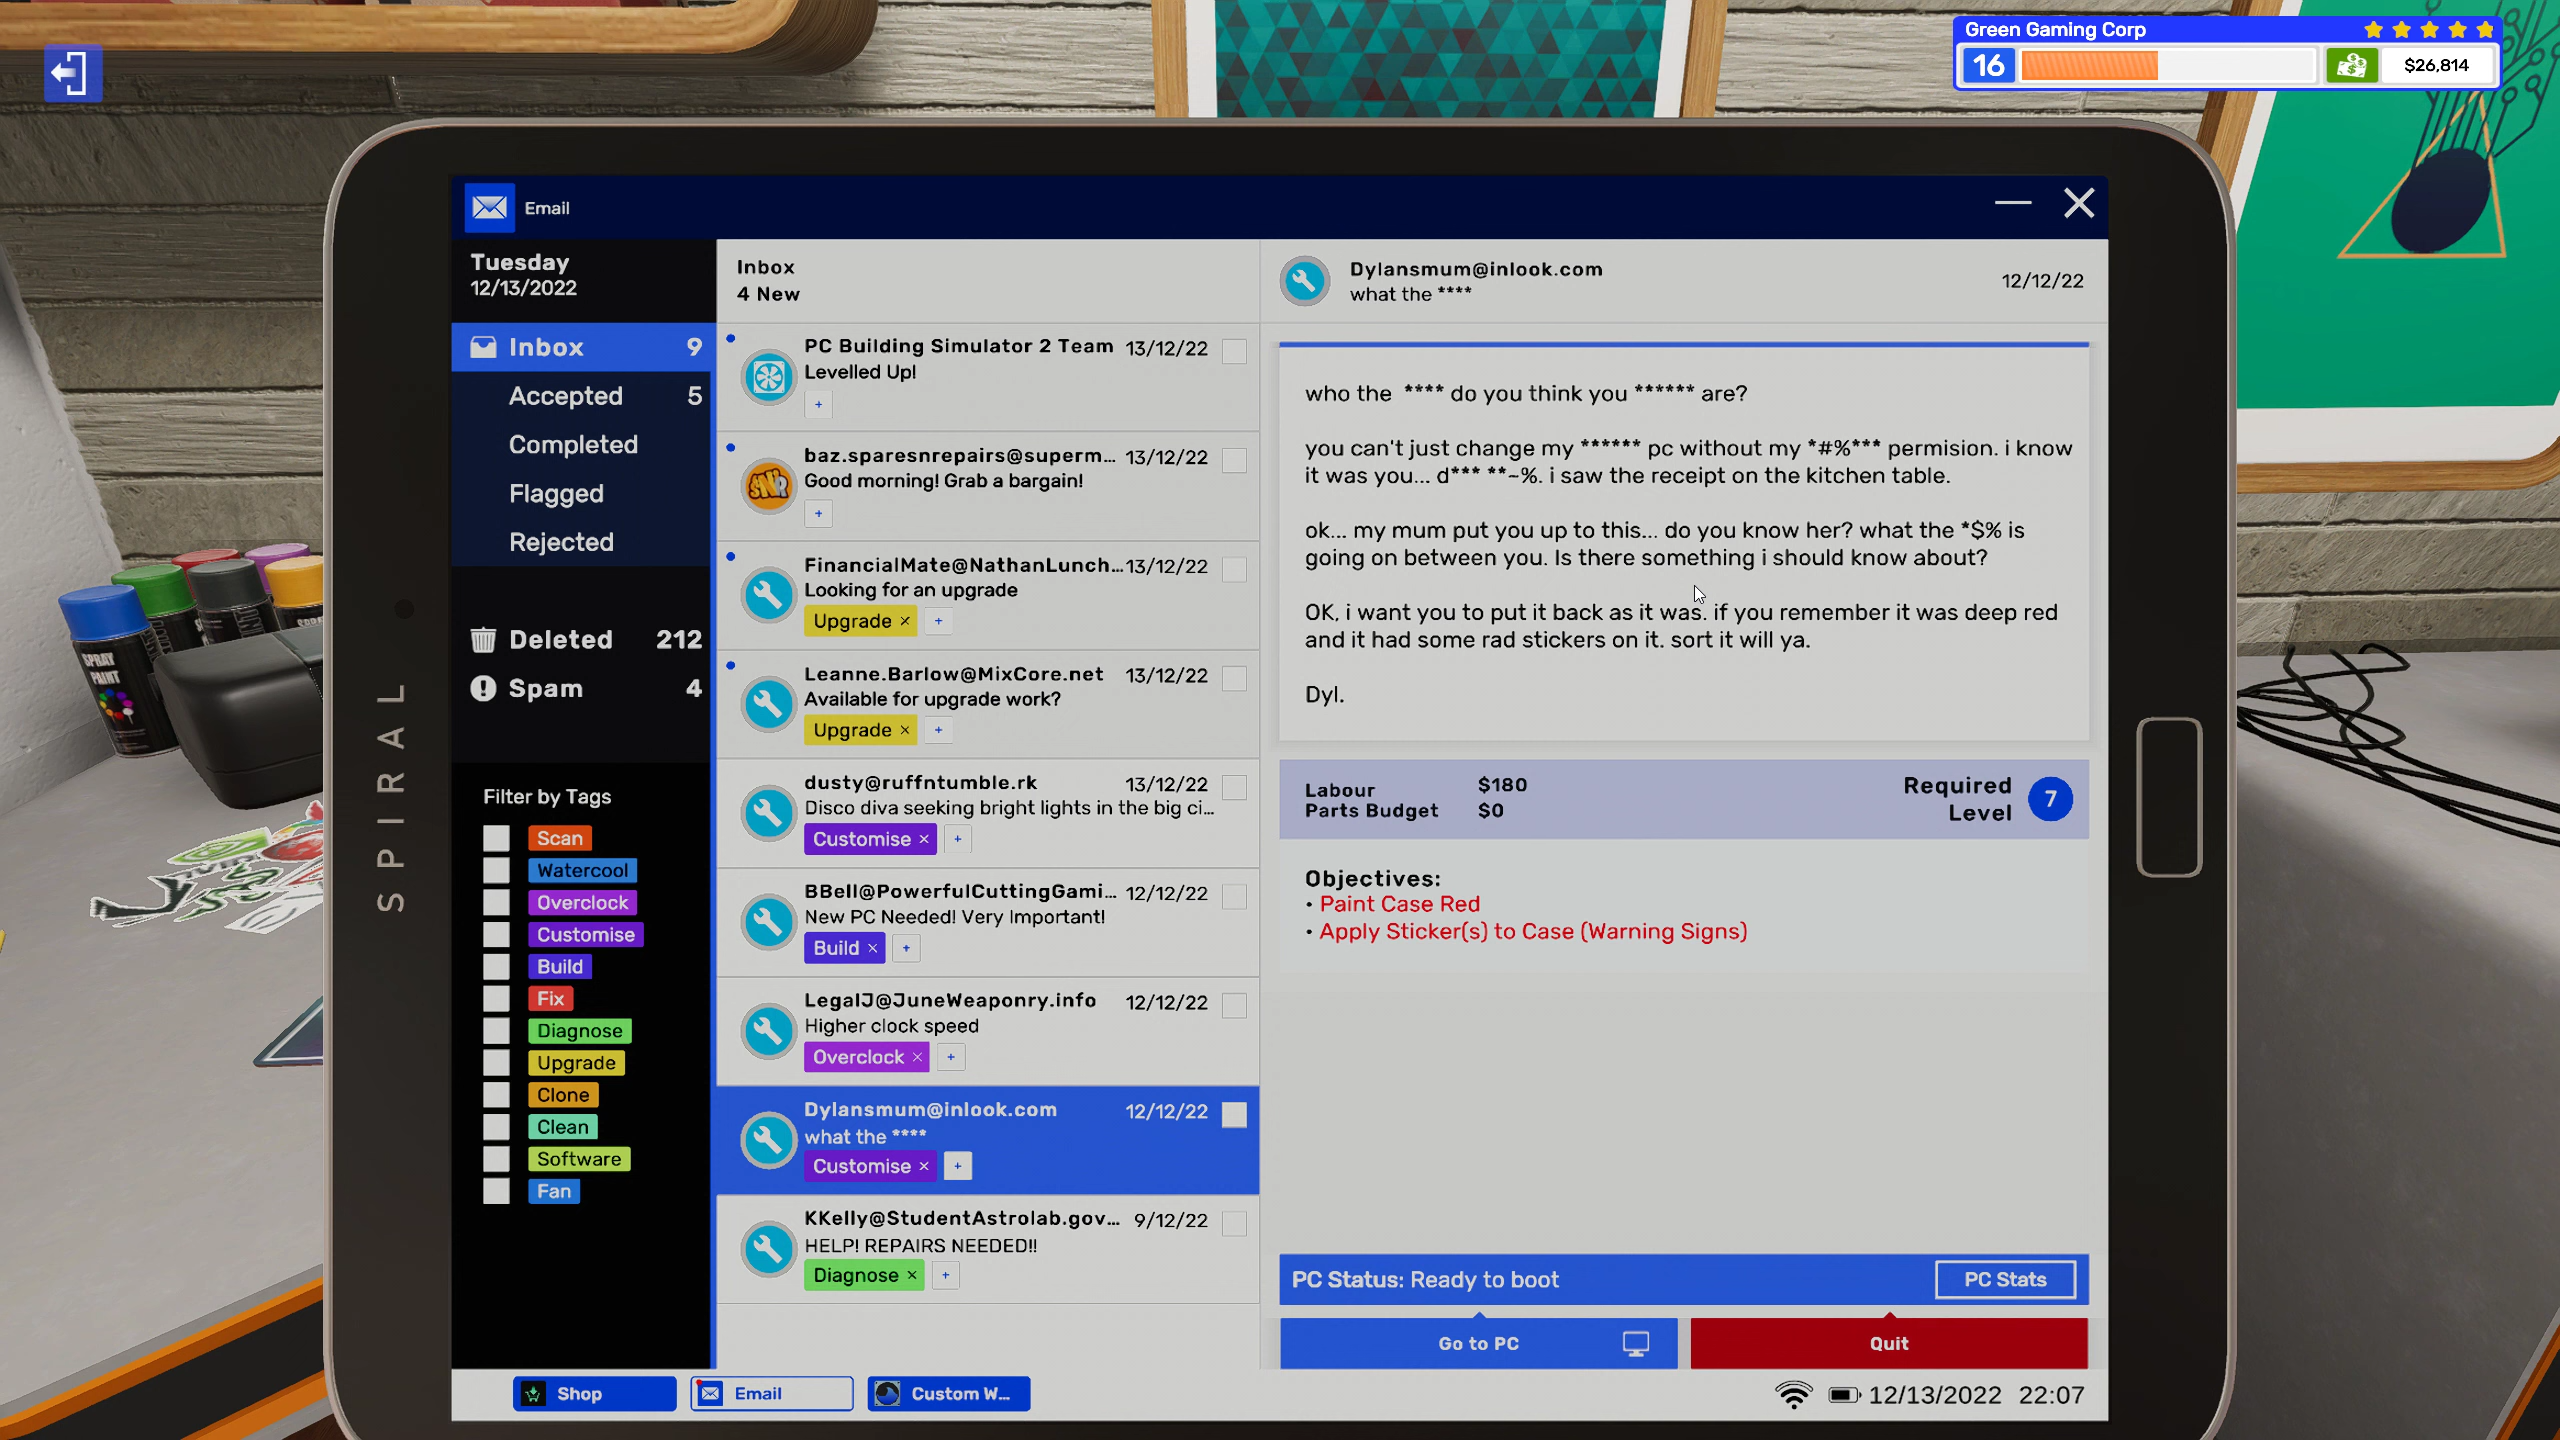 Green Gaming Corp
16
$26,814
Email
Tuesday
12/13/2022
Inbox 9
Accepted 5
Completed
Flagged
Rejected
Deleted 212
Spam 4
Filter by Tags
Scan
Watercool
Overclock
Customise
Build
Fix
Diagnose
Upgrade
Clone
Clean
Software
Fan
Inbox
4 New
PC Building Simulator 2 Team 13/12/22
Levelled Up!
+
baz.sparesnrepairs@superm... 13/12/22
Good morning! Grab a bargain!
+
SNR
FinancialMate@NathanLunch... 13/12/22
Looking for an upgrade
Upgrade × +
Leanne.Barlow@MixCore.net 13/12/22
Available for upgrade work?
Upgrade × +
dusty@ruffntumble.rk 13/12/22
Disco diva seeking bright lights in the big ci...
Customise × +
BBell@PowerfulCuttingGami... 12/12/22
New PC Needed! Very Important!
Build × +
LegalJ@JuneWeaponry.info 12/12/22
Higher clock speed
Overclock × +
Dylansmum@inlook.com 12/12/22
what the ****
Customise × +
KKelly@StudentAstrolab.gov... 9/12/22
HELP! REPAIRS NEEDED!!
Diagnose × +
Dylansmum@inlook.com
what the ****
12/12/22
who the **** do you think you ****** are?
you can't just change my ****** pc without my *#%*** permision. i know
it was you... d*** **~%. i saw the receipt on the kitchen table.
ok... my mum put you up to this... do you know her? what the *$% is
going on between you. Is there something i should know about?
OK, i want you to put it back as it was. if you remember it was deep red
and it had some rad stickers on it. sort it will ya.
Dyl.
Labour $180
Parts Budget $0
Required
Level
7
Objectives:
• Paint Case Red
• Apply Sticker(s) to Case (Warning Signs)
PC Status: Ready to boot
PC Stats
Go to PC
Quit
Shop
Email
Custom W...
12/13/2022 22:07
SPIRAL
SPRAY
PAINT